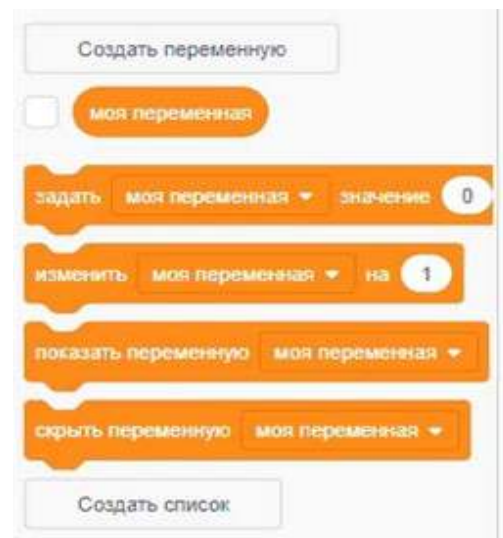 Создать переменную
моя переменная
задать моя переменная значение 0
изменить моя переменная на 1
показать переменную моя переменная
скрыть переменную моя переменная
Создать список